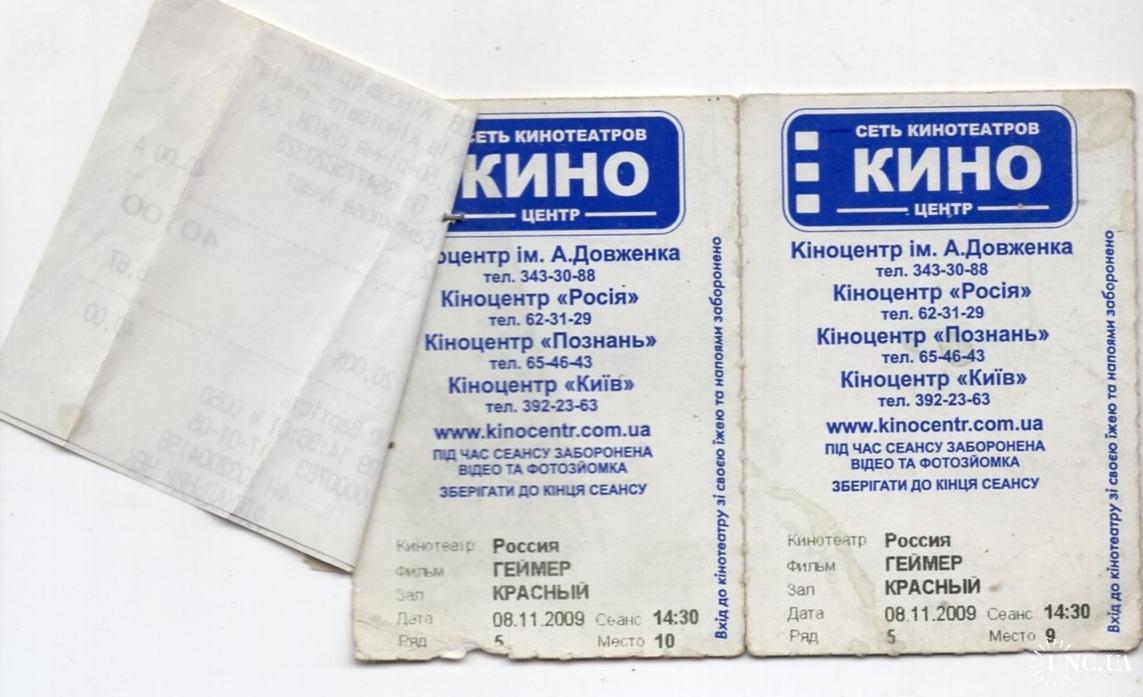 СЕТЬ КИНОТЕАТРОВ
КИНО
ЦЕНТР
тел. 343-30-88
Кіноцентр «Росія»
тел. 62-31-29
Кіноцентр «Познань»
тел. 65-46-43
Кіноцентр «Київ»
тел. 392-23-63
www.kinocentr.com.ua
ПІД ЧАС СЕАНСУ ЗАБОРОНЕНА
ВІДЕО ТА ФОТОЗЙОМКА
ЗБЕРІГАТИ ДО КІНЦЯ СЕАНСУ
Кинотеатр Россия
Фильм ГЕЙМЕР
Зал КРАСНЫЙ
Дата 08.11.2009 Сеанс 14:30
Ряд 5 Место 10
Вхід до кінотеатру зі своєю їжею та напоями заборонено
СЕТЬ КИНОТЕАТРОВ
КИНО
ЦЕНТР
Кіноцентр ім. А.Довженка
тел. 343-30-88
Кіноцентр «Росія»
тел. 62-31-29
Кіноцентр «Познань»
тел. 65-46-43
Кіноцентр «Київ»
тел. 392-23-63
www.kinocentr.com.ua
ПІД ЧАС СЕАНСУ ЗАБОРОНЕНА
ВІДЕО ТА ФОТОЗЙОМКА
ЗБЕРІГАТИ ДО КІНЦЯ СЕАНСУ
Кинотеатр Россия
Фильм ГЕЙМЕР
Зал КРАСНЫЙ
Дата 08.11.2009 Сеанс 14:30
Ряд 5 Место 9
Вхід до кінотеатру зі своєю їжею та напоями заборонено
UNC.UA